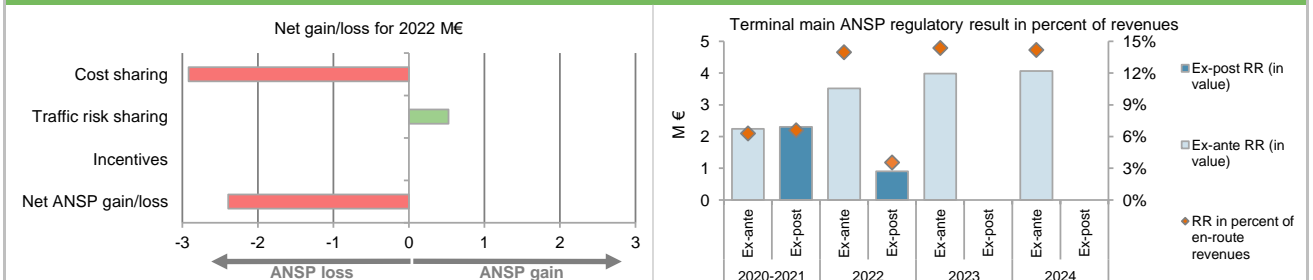 Net gain/loss for 2022 M€
Cost sharing
Traffic risk sharing
Incentives
Net ANSP gain/loss
-3 -2 -1 0 1 2 3
ANSP loss ANSP gain
Terminal main ANSP regulatory result in percent of revenues
M €
5
4
3
2
1
0
15%
12%
9%
6%
3%
0%
Ex-ante Ex-post Ex-ante Ex-post Ex-ante Ex-post Ex-ante Ex-post
2020-2021 2022 2023 2024
Ex-post RR (in
value)
Ex-ante RR (in
value)
RR in percent of
en-route
revenues